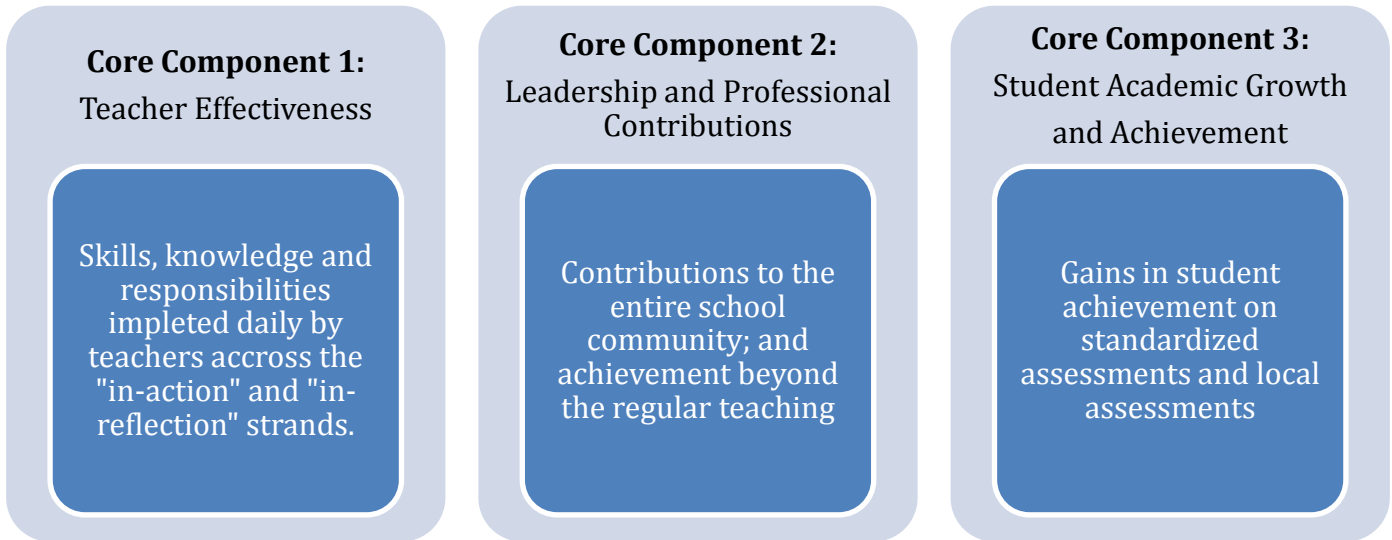 Core Component 1:
Teacher Effectiveness
Skills, knowledge and
responsibilities
impleted daily by
teachers accross the
"in-action" and "in-
reflection" strands.
Core Component 2:
Leadership and Professional
Contributions
Contributions to the
entire school
community; and
achievement beyond
the regular teaching
Core Component 3:
Student Academic Growth
and Achievement
Gains in student
achievement on
standardized
assessments and local
assessments